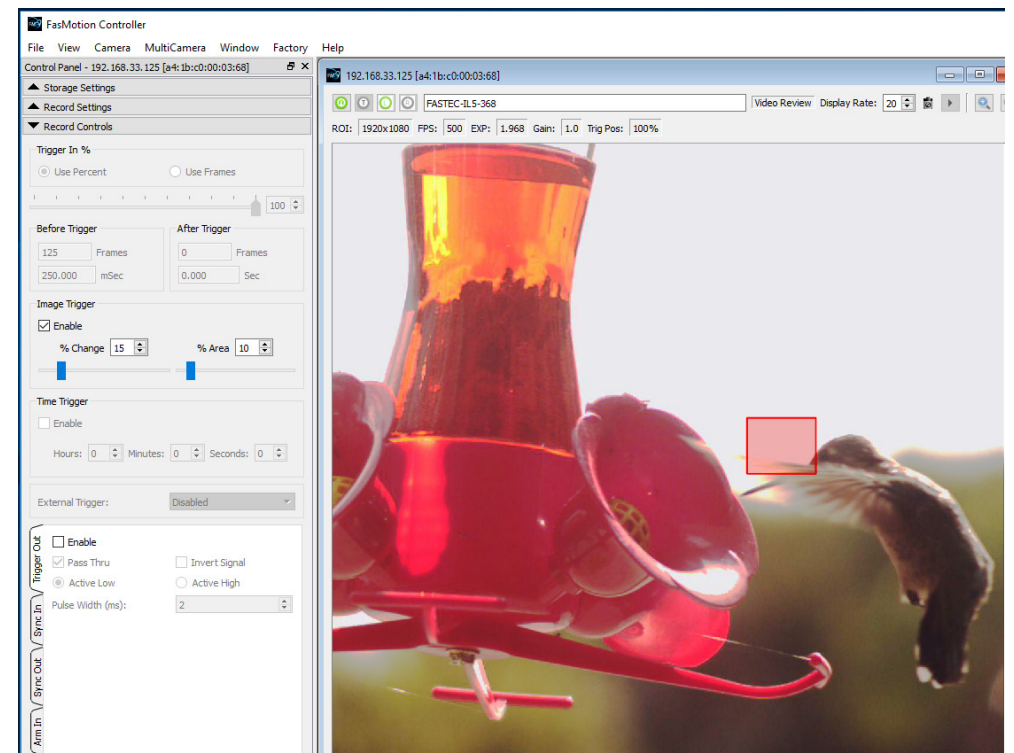 FasMotion Controller
File View Camera MultiCamera Window Factory Help
Control Panel - 192.168.33.125 [a4:1b:c0:00:03:68]
Storage Settings
Record Settings
Record Controls
Trigger In %
Use Percent Use Frames
100
Before Trigger After Trigger
125 Frames 0 Frames
250.000 mSec 0.000 Sec
Image Trigger
Enable
% Change 15 % Area 10
Time Trigger
Enable
Hours: 0 Minutes: 0 Seconds: 0
External Trigger: Disabled
Trigger Out
Sync In
Sync Out
Arm In
Enable
Pass Thru Invert Signal
Active Low Active High
Pulse Width (ms): 2
192.168.33.125 [a4:1b:c0:00:03:68]
FASTEC-IL5-368 Video Review Display Rate: 20
ROI: 1920x1080 FPS: 500 EXP: 1.968 Gain: 1.0 Trig Pos: 100%